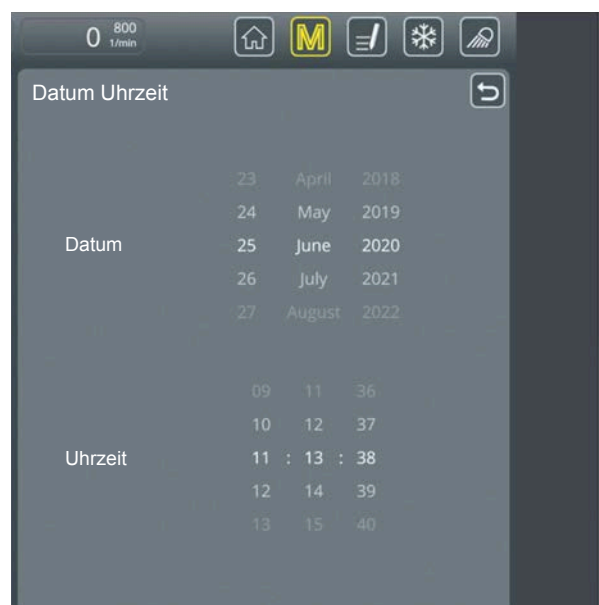 0 800 1/min M
Datum Uhrzeit
23 April 2018
24 May 2019
Datum 25 June 2020
26 July 2021
27 August 2022
09 11 36
10 12 37
Uhrzeit 11 : 13 : 38
12 14 39
13 15 40